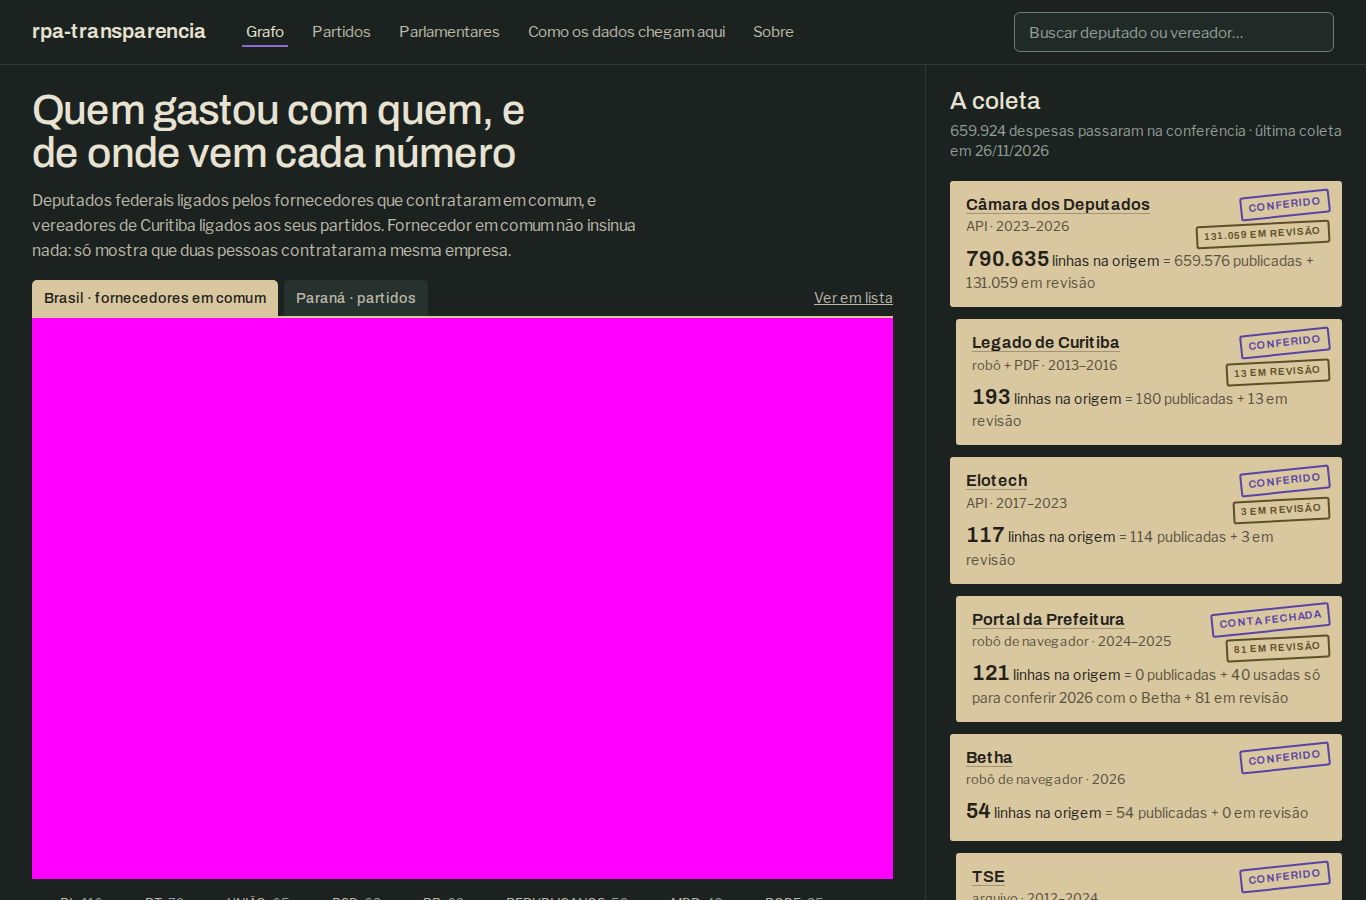 rpa-transparencia
Grafo
Partidos
Parlamentares
Como os dados chegam aqui
Sobre
Buscar deputado ou vereador...
Quem gastou com quem, e
de onde vem cada número
Deputados federais ligados pelos fornecedores que contrataram em comum, e
vereadores de Curitiba ligados aos seus partidos. Fornecedor em comum não insinua
nada: só mostra que duas pessoas contrataram a mesma empresa.
Brasil · fornecedores em comum
Paraná · partidos
Ver em lista
A coleta
659.924 despesas passaram na conferência · última coleta
em 26/11/2026
Câmara dos Deputados
CONFERIDO
API · 2023–2026
131.059 EM REVISÃO
790.635 linhas na origem = 659.576 publicadas +
131.059 em revisão
Legado de Curitiba
CONFERIDO
robô + PDF · 2013–2016
13 EM REVISÃO
193 linhas na origem = 180 publicadas + 13 em
revisão
Elotech
CONFERIDO
API · 2017–2023
3 EM REVISÃO
117 linhas na origem = 114 publicadas + 3 em
revisão
Portal da Prefeitura
CONTA FECHADA
robô de navegador · 2024–2025
81 EM REVISÃO
121 linhas na origem = 0 publicadas + 40 usadas só
para conferir 2026 com o Betha + 81 em revisão
Betha
CONFERIDO
robô de navegador · 2026
54 linhas na origem = 54 publicadas + 0 em revisão
TSE
CONFERIDO
arquivo · 2012–2024